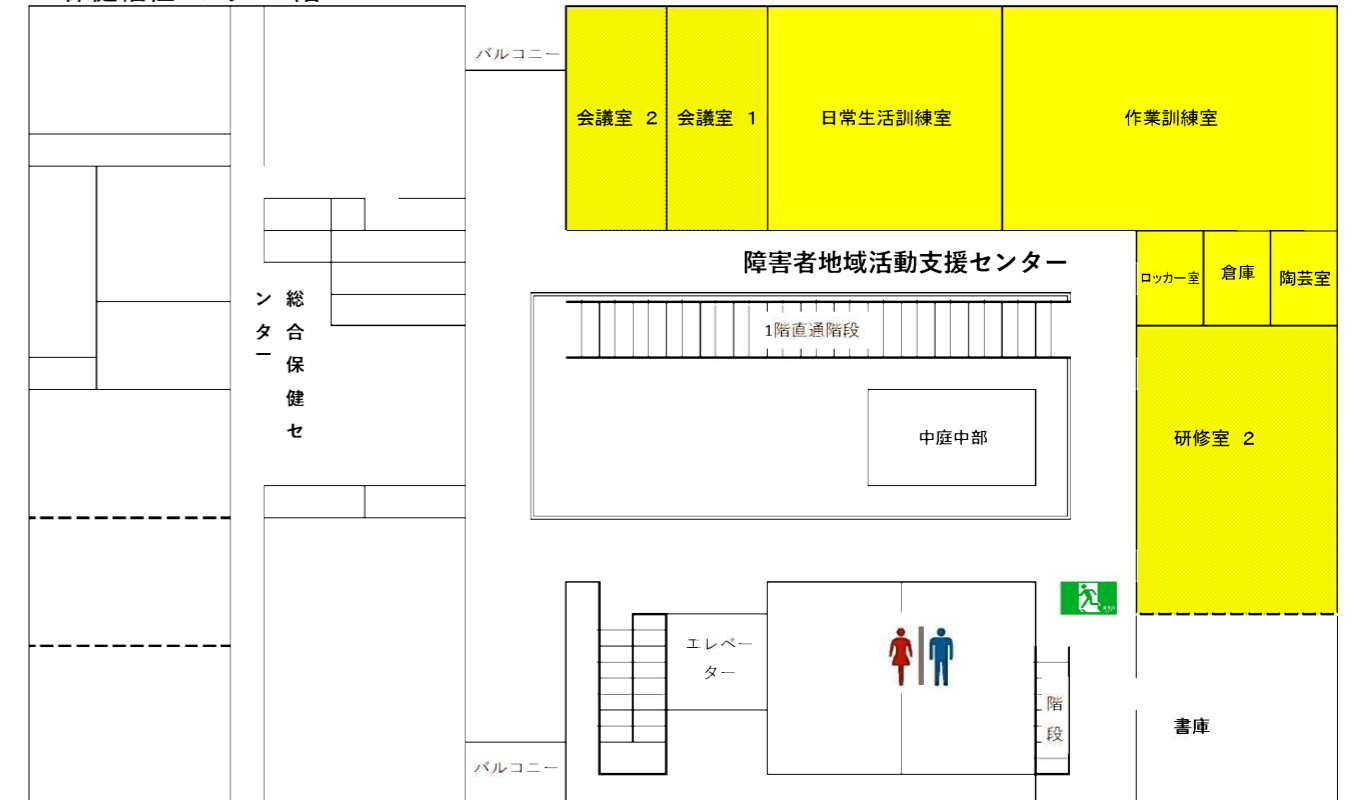 バルコニー
会議室 2
会議室 1
日常生活訓練室
作業訓練室
障害者地域活動支援センター
ロッカー室
倉庫
陶芸室
総合保健セ
ンター
1階直通階段
中庭中部
研修室 2
エレベー
ター
階
段
書庫
バルコニー